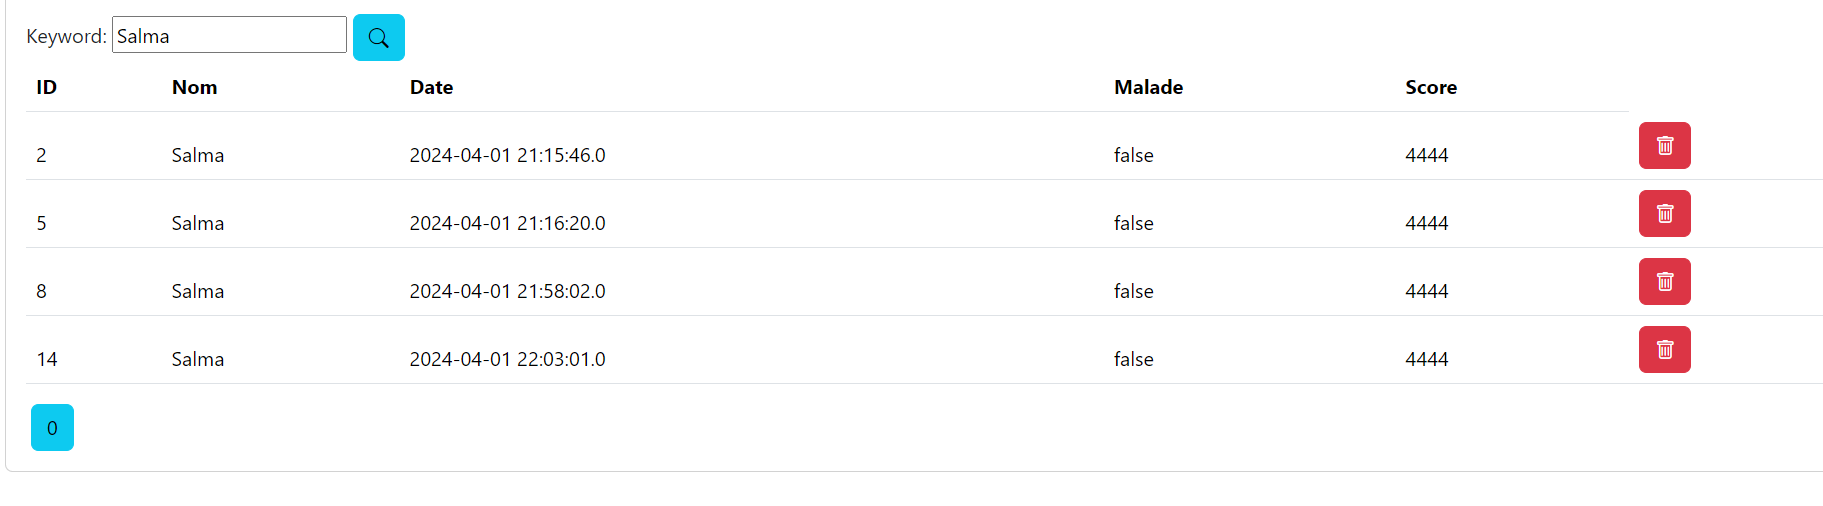 Keyword: Salma
ID Nom Date Malade Score
2 Salma 2024-04-01 21:15:46.0 false 4444
5 Salma 2024-04-01 21:16:20.0 false 4444
8 Salma 2024-04-01 21:58:02.0 false 4444
14 Salma 2024-04-01 22:03:01.0 false 4444
0